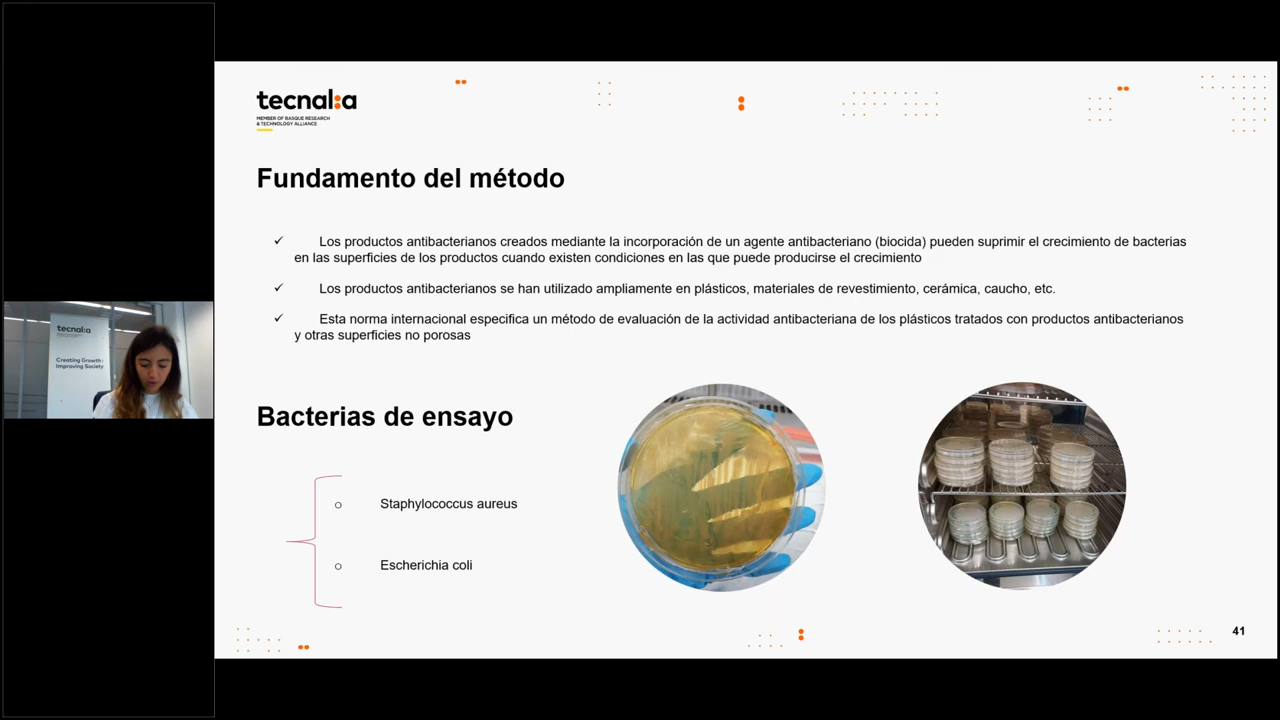 tecnal:a
MEMBER OF BASQUE RESEARCH
& TECHNOLOGY ALLIANCE
Fundamento del método
✓ Los productos antibacterianos creados mediante la incorporación de un agente antibacteriano (biocida) pueden suprimir el crecimiento de bacterias
en las superficies de los productos cuando existen condiciones en las que puede producirse el crecimiento
✓ Los productos antibacterianos se han utilizado ampliamente en plásticos, materiales de revestimiento, cerámica, caucho, etc.
✓ Esta norma internacional especifica un método de evaluación de la actividad antibacteriana de los plásticos tratados con productos antibacterianos
y otras superficies no porosas
tecnal:a
Creating Growth
Improving Society
Bacterias de ensayo
o Staphylococcus aureus
o Escherichia coli
41